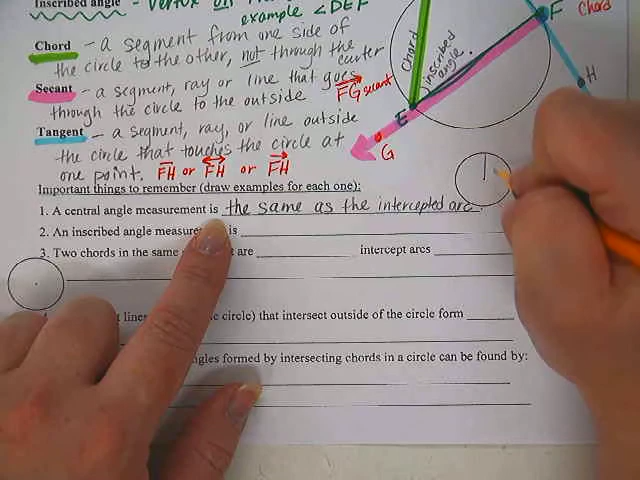 Inscribed angle - Vertex on
example ∠DEF
Chord - a segment from one side of
the circle to the other, not through the center
Secant - a segment, ray or line that goes
through the circle to the outside FG secant
Tangent - a segment, ray, or line outside
the circle that touches the circle at
one point. FH or FH or FH
chord
inscribed
angle
E
F
G
H
Chord
Important things to remember (draw examples for each one):
1. A central angle measurement is the same as the intercepted arc.
2. An inscribed angle is
3. Two chords in the same are intercept arcs
lines circle) that intersect outside of the circle form
formed by intersecting chords in a circle can be found by: